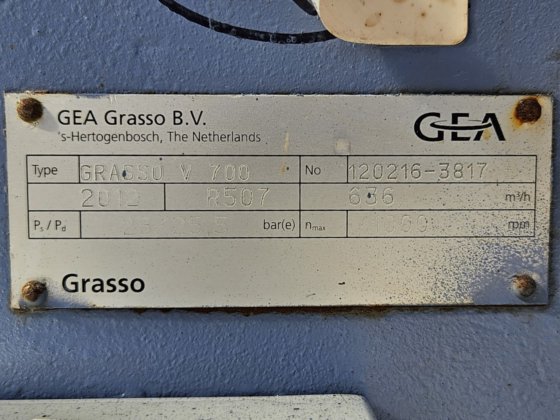 GEA Grasso B.V.
's-Hertogenbosch, The Netherlands
GEA
Type GRASSO V 700 No 120216-3817
R507 636 m³/h
Ps / Pd bar(e) nmax rpm
Grasso